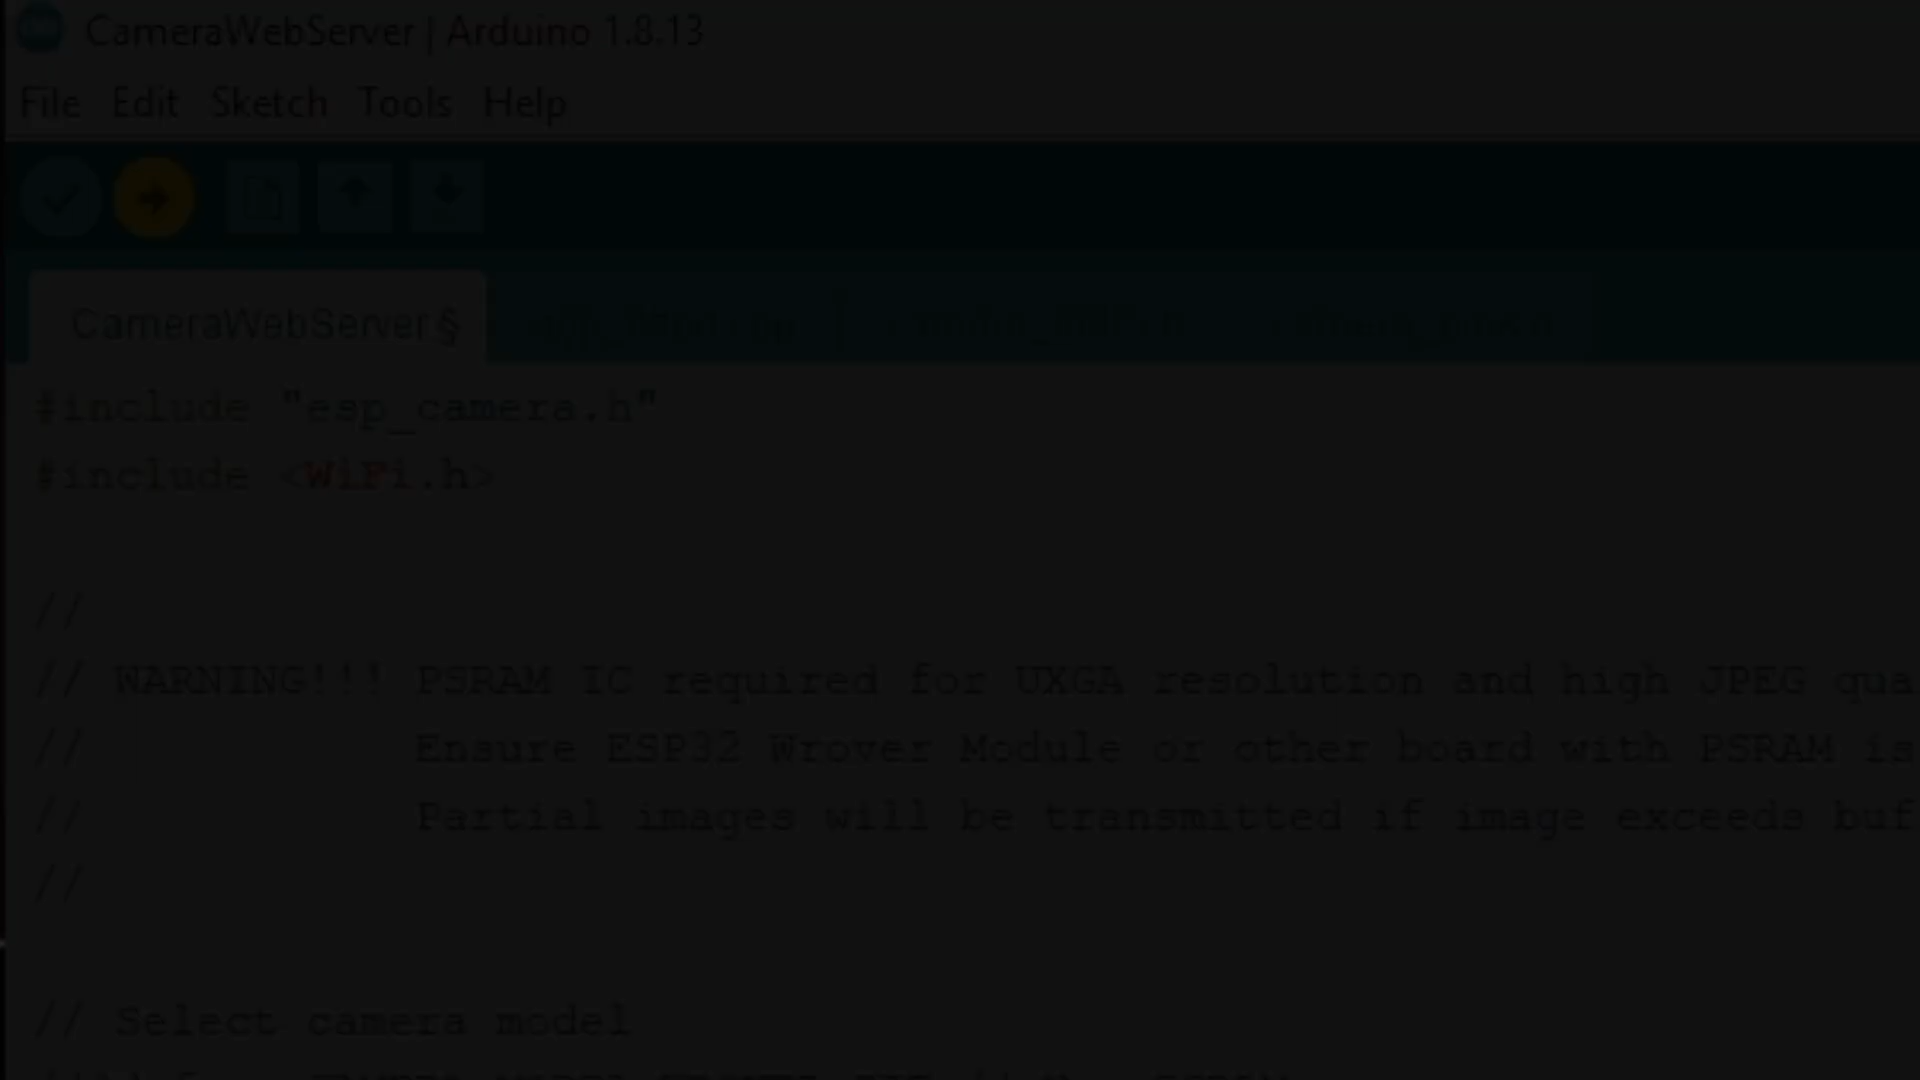 CameraWebServer | Arduino 1.8.13
File Edit Sketch Tools Help
CameraWebServer §
#include "esp_camera.h"
#include <WiFi.h>
//
// WARNING!!! PSRAM IC required for UXGA resolution and high JPEG qua
// Ensure ESP32 Wrover Module or other board with PSRAM is
// Partial images will be transmitted if image exceeds buf
//
// Select camera model